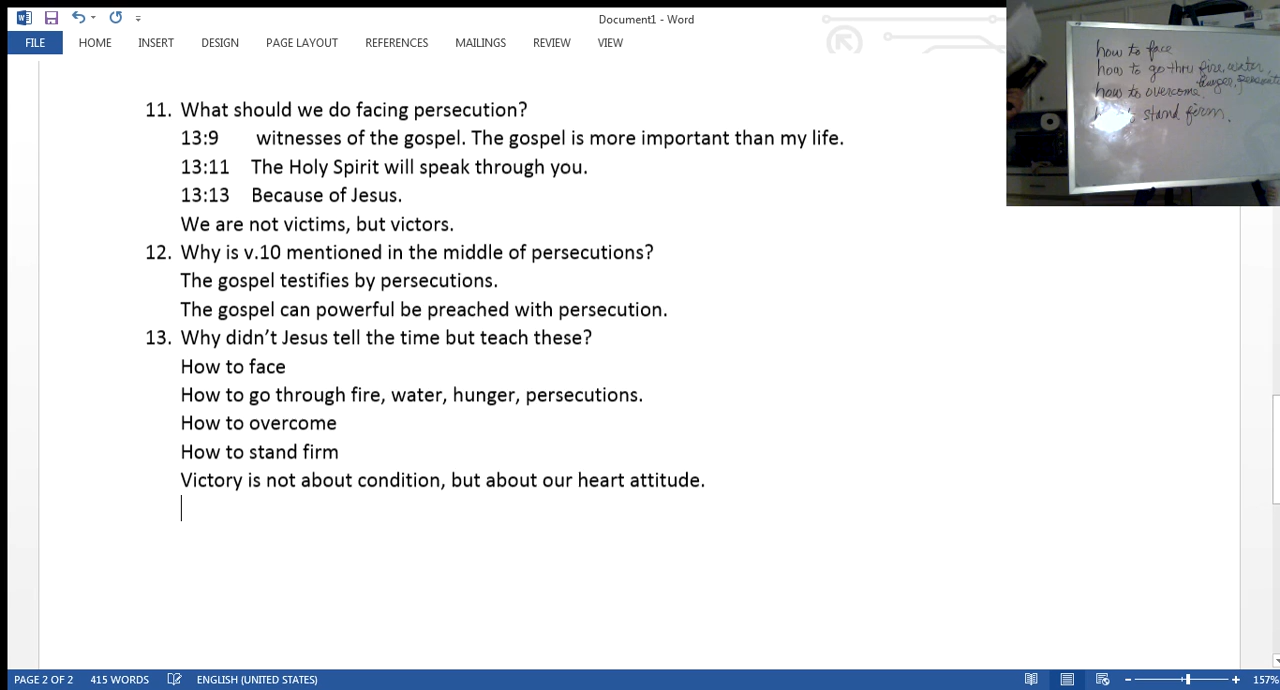 Document1 - Word
FILE HOME INSERT DESIGN PAGE LAYOUT REFERENCES MAILINGS REVIEW VIEW
11. What should we do facing persecution?
13:9 witnesses of the gospel. The gospel is more important than my life.
13:11 The Holy Spirit will speak through you.
13:13 Because of Jesus.
We are not victims, but victors.
12. Why is v.10 mentioned in the middle of persecutions?
The gospel testifies by persecutions.
The gospel can powerful be preached with persecution.
13. Why didn't Jesus tell the time but teach these?
How to face
How to go through fire, water, hunger, persecutions.
How to overcome
How to stand firm
Victory is not about condition, but about our heart attitude.
how to face
how to go thru fire, water,
hunger,
how to overcome.
stand firm.
PAGE 2 OF 2 415 WORDS ENGLISH (UNITED STATES) 157%